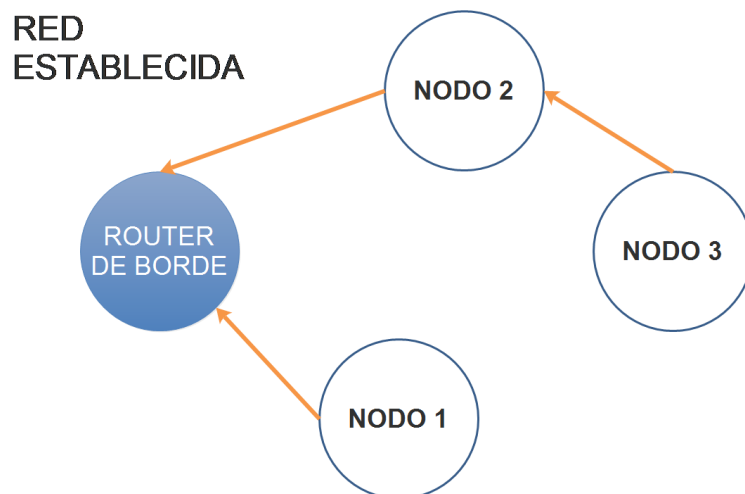 RED
ESTABLECIDA
NODO 2
ROUTER
DE BORDE
NODO 3
NODO 1